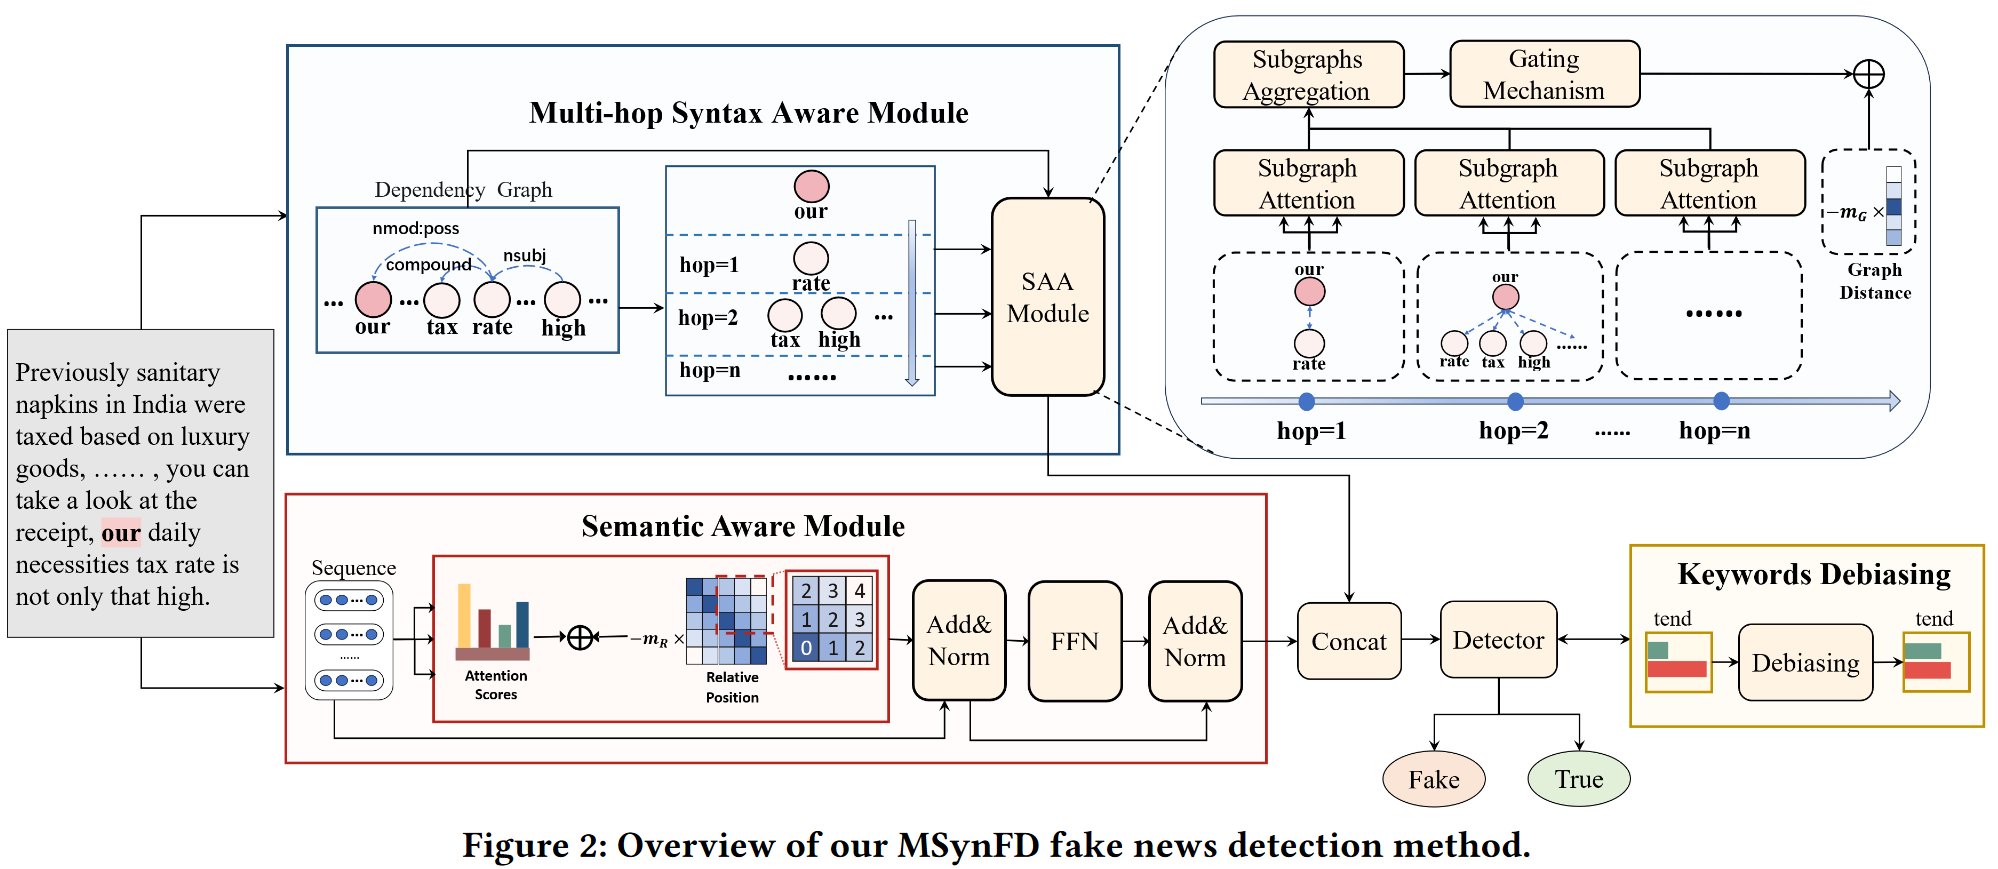 Previously sanitary
napkins in India were
taxed based on luxury
goods, …… , you can
take a look at the
receipt, our daily
necessities tax rate is
not only that high.
Multi-hop Syntax Aware Module
Dependency Graph
nmod:poss
compound
nsubj
... our ... tax rate ... high ...
our
hop=1
rate
hop=2
tax high ...
hop=n
......
SAA
Module
Subgraphs
Aggregation
Gating
Mechanism
Subgraph
Attention
Subgraph
Attention
Subgraph
Attention
−m_G ×
Graph
Distance
our
rate
our
rate tax high ......
......
hop=1
hop=2
......
hop=n
Semantic Aware Module
Sequence
...
...
......
...
Attention
Scores
−m_R ×
Relative
Position
2 3 4
1 2 3
0 1 2
Add&
Norm
FFN
Add&
Norm
Concat
Detector
Fake
True
Keywords Debiasing
tend
Debiasing
tend
Figure 2: Overview of our MSynFD fake news detection method.